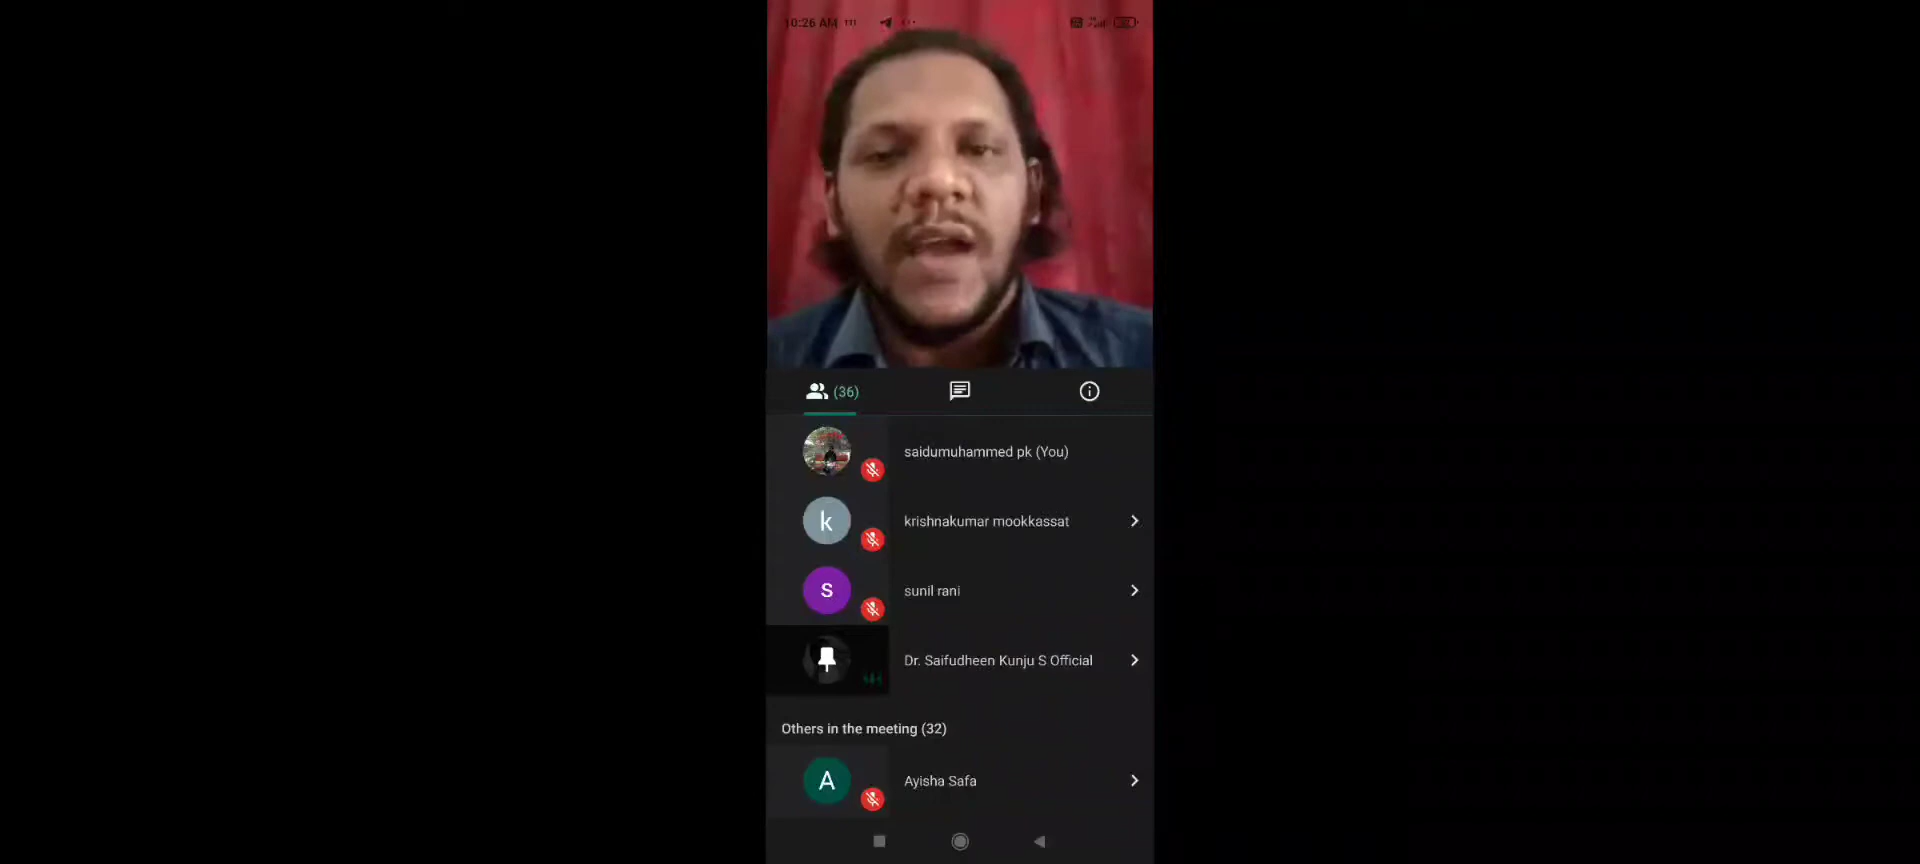 10:26 AM
(36)
saidumuhammed pk (You)
k
krishnakumar mookkassat
s
sunil rani
Dr. Saifudheen Kunju S Official
Others in the meeting (32)
A
Ayisha Safa